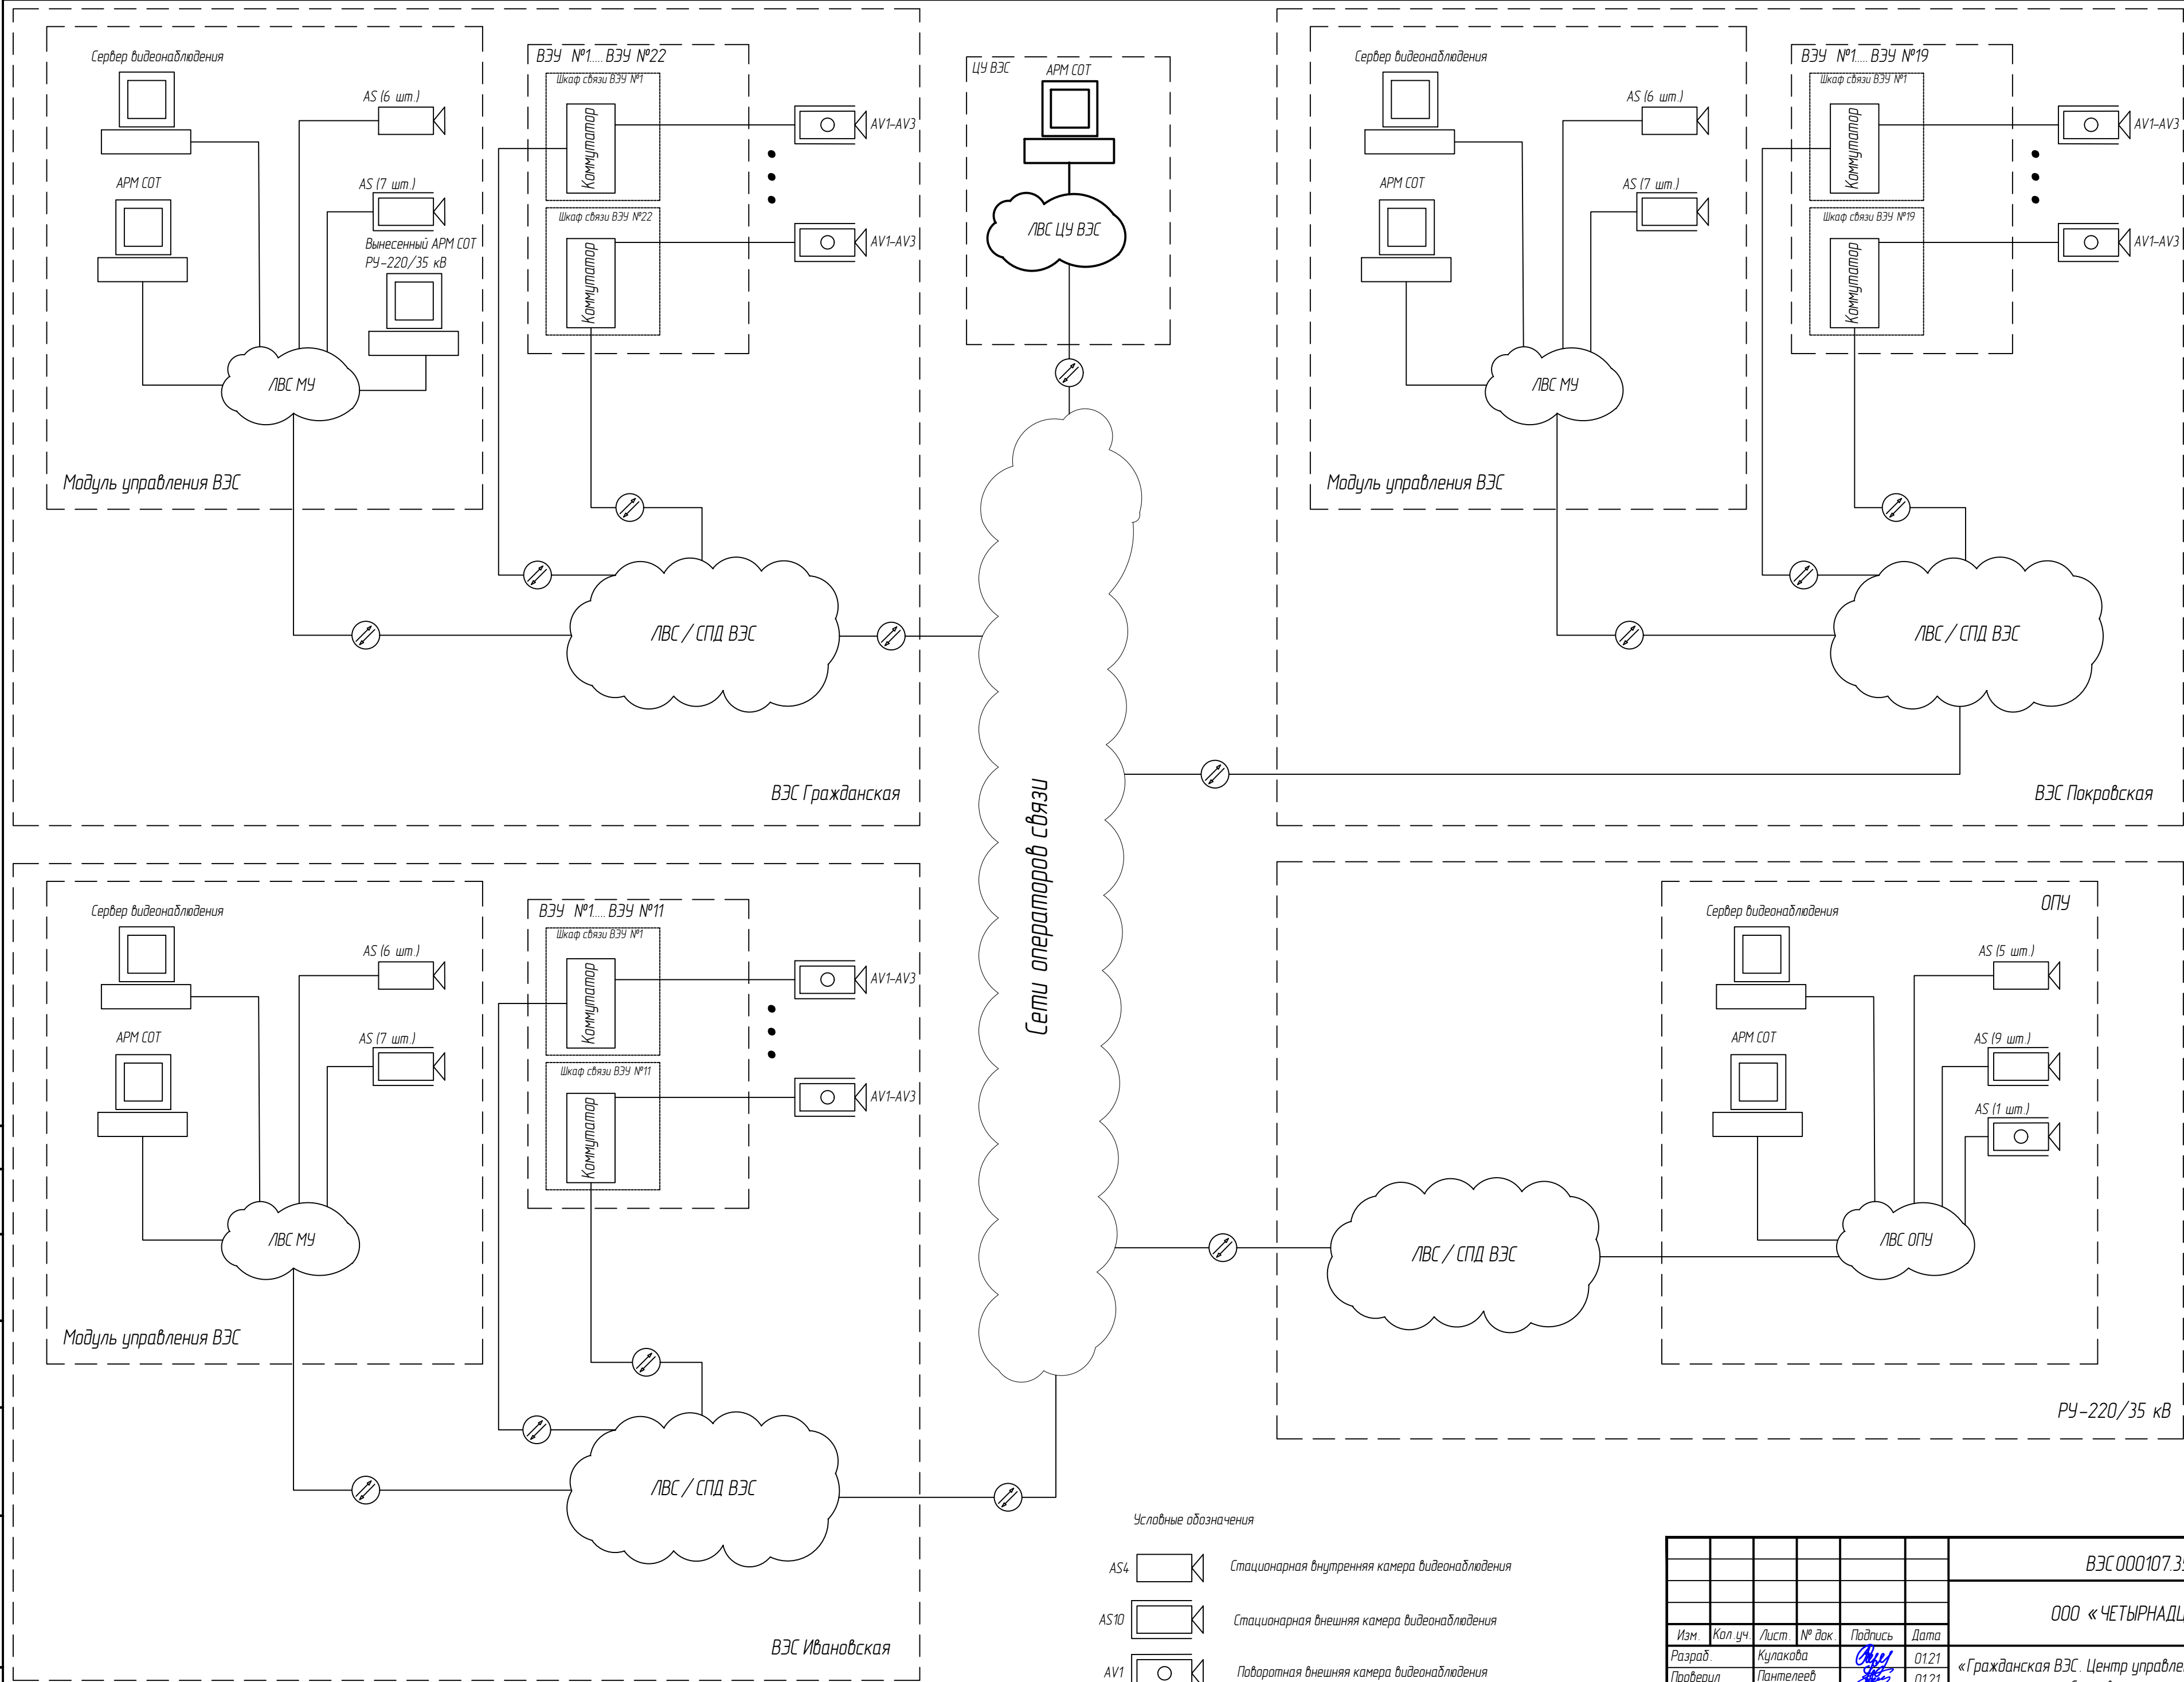 Сервер видеонаблюдения
AS (6 шт.)
АРМ СОТ
AS (7 шт.)
Вынесенный АРМ СОТ
РУ-220/35 кВ
ЛВС МУ
Модуль управления ВЭС
ВЭУ №1.... ВЭУ №22
Шкаф связи ВЭУ №1
Коммутатор
AV1-AV3
Шкаф связи ВЭУ №22
Коммутатор
AV1-AV3
ЛВС / СПД ВЭС
ВЭС Гражданская
ЦУ ВЭС
АРМ СОТ
ЛВС ЦУ ВЭС
Сети операторов связи
Сервер видеонаблюдения
AS (6 шт.)
АРМ СОТ
AS (7 шт.)
ЛВС МУ
Модуль управления ВЭС
ВЭУ №1..... ВЭУ №19
Шкаф связи ВЭУ №1
Коммутатор
AV1-AV3
Шкаф связи ВЭУ №19
Коммутатор
AV1-AV3
ЛВС / СПД ВЭС
ВЭС Покровская
Сервер видеонаблюдения
AS (6 шт.)
АРМ СОТ
AS (7 шт.)
ЛВС МУ
Модуль управления ВЭС
ВЭУ №1.... ВЭУ №11
Шкаф связи ВЭУ №1
Коммутатор
AV1-AV3
Шкаф связи ВЭУ №11
Коммутатор
AV1-AV3
ЛВС / СПД ВЭС
ВЭС Ивановская
ОПУ
Сервер видеонаблюдения
AS (5 шт.)
АРМ СОТ
AS (9 шт.)
AS (1 шт.)
ЛВС ОПУ
ЛВС / СПД ВЭС
РУ-220/35 кВ
Условные обозначения
AS4 Стационарная внутренняя камера видеонаблюдения
AS10 Стационарная внешняя камера видеонаблюдения
AV1 Поворотная внешняя камера видеонаблюдения
ВЭС.000107.3
ООО «ЧЕТЫРНАДЦ
Изм. Кол.уч. Лист. № док Подпись Дата
Разраб. Кулакова 01.21
«Гражданская ВЭС. Центр управле
Проверил Пантелеев 01.21